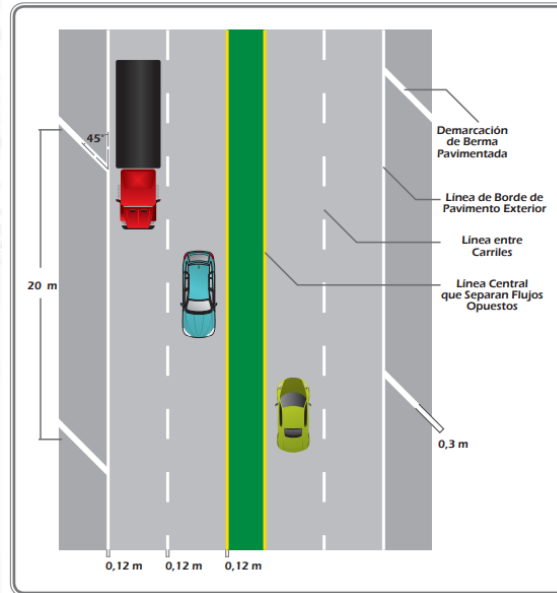 45°
Demarcación
de Berma
Pavimentada
Línea de Borde de
Pavimento Exterior
Línea entre
Carriles
20 m
Línea Central
que Separan Flujos
Opuestos
0,3 m
0,12 m 0,12 m 0,12 m